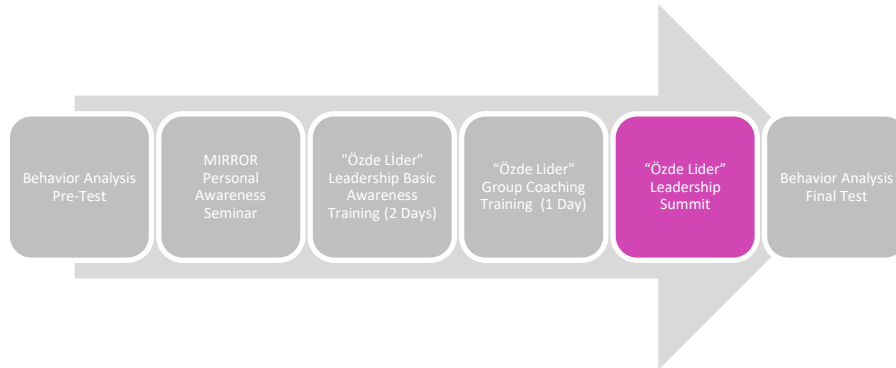 Behavior Analysis
Pre-Test
MIRROR
Personal
Awareness
Seminar
"Özde Lİder"
Leadership Basic
Awareness
Training (2 Days)
“Özde Lider"
Group Coaching
Training (1 Day)
“Özde Lider”
Leadership
Summit
Behavior Analysis
Final Test